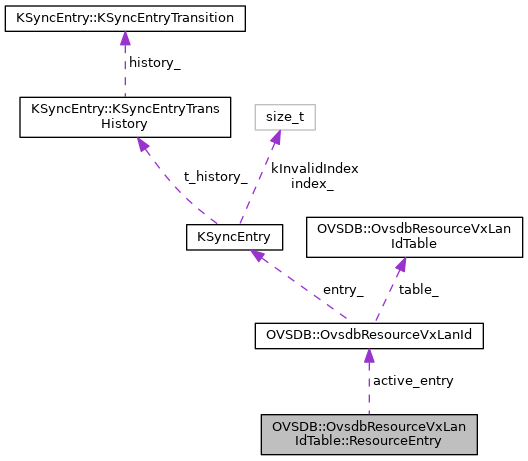 KSyncEntry::KSyncEntryTransition
history_
KSyncEntry::KSyncEntryTrans
History
size_t
t_history_
kInvalidIndex
index_
KSyncEntry
OVSDB::OvsdbResourceVxLan
IdTable
entry_
table_
OVSDB::OvsdbResourceVxLanId
active_entry
OVSDB::OvsdbResourceVxLan
IdTable::ResourceEntry